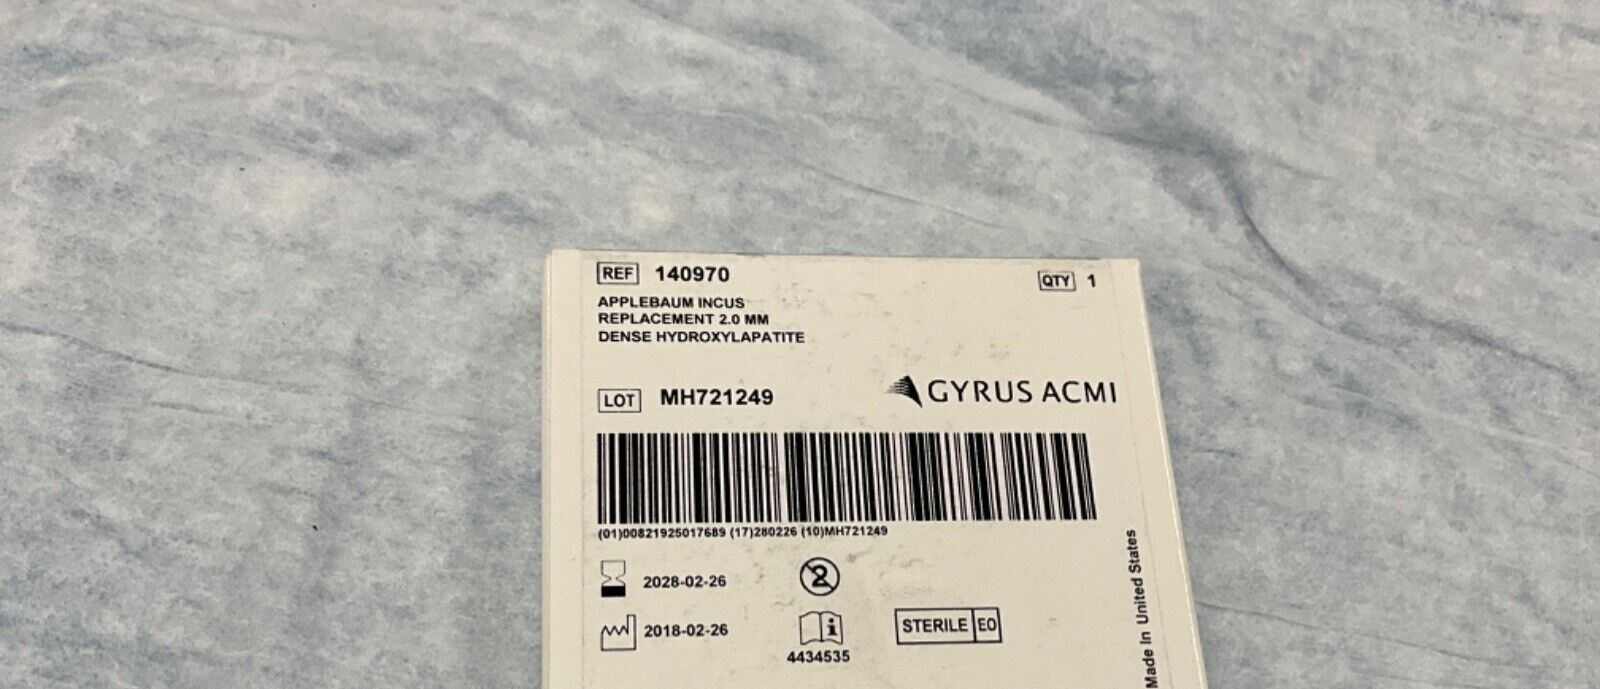 REF 140970
QTY 1
APPLEBAUM INCUS
REPLACEMENT 2.0 MM
DENSE HYDROXYLAPATITE
LOT MH721249
GYRUS ACMI
(01)00821925017689 (17)280226 (10)MH721249
2028-02-26
2
2018-02-26
i
STERILE EO
4434535
Made In United States